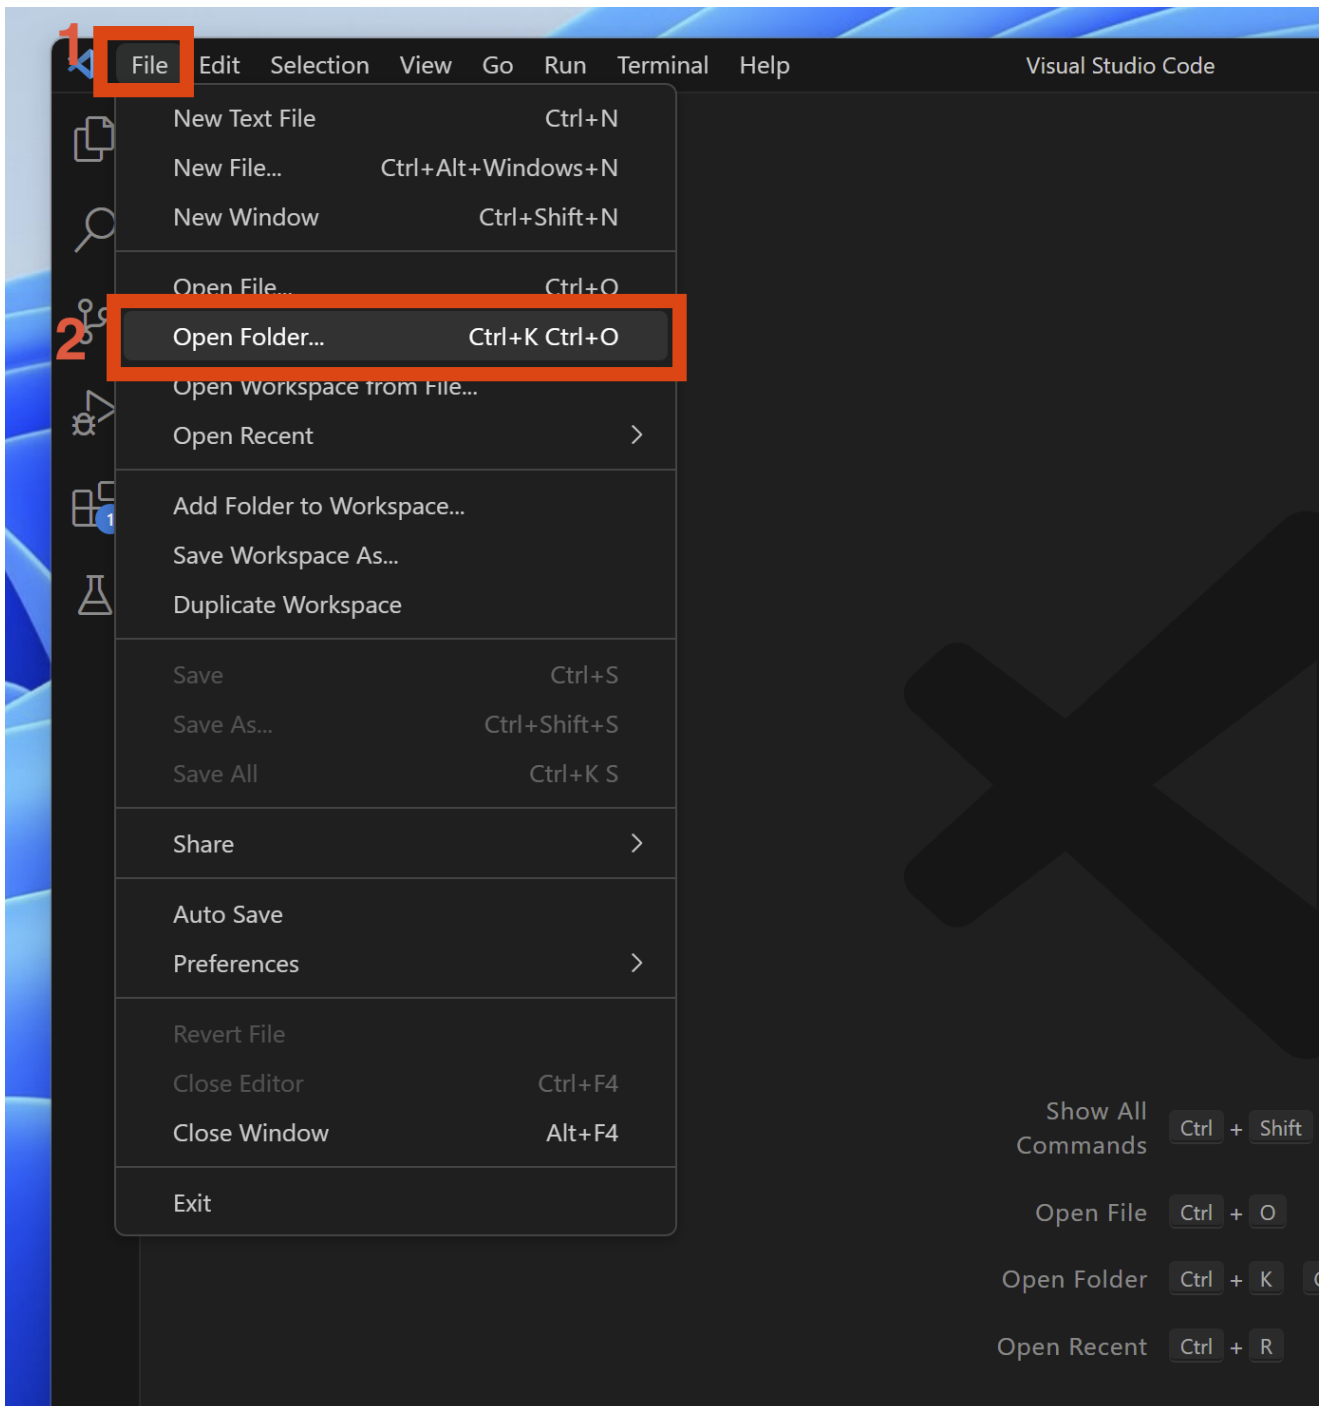 1
File Edit Selection View Go Run Terminal Help Visual Studio Code
New Text File Ctrl+N
New File... Ctrl+Alt+Windows+N
New Window Ctrl+Shift+N
Open File... Ctrl+O
2
Open Folder... Ctrl+K Ctrl+O
Open Workspace from File...
Open Recent
1
Add Folder to Workspace...
Save Workspace As...
Duplicate Workspace
Save Ctrl+S
Save As... Ctrl+Shift+S
Save All Ctrl+K S
Share
Auto Save
Preferences
Revert File
Close Editor Ctrl+F4
Close Window Alt+F4
Exit
Show All
Commands Ctrl + Shift
Open File Ctrl + O
Open Folder Ctrl + K
Open Recent Ctrl + R